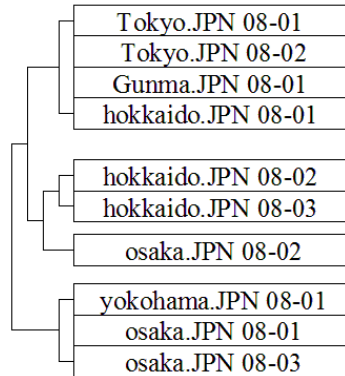 Tokyo.JPN 08-01
Tokyo.JPN 08-02
Gunma.JPN 08-01
hokkaido.JPN 08-01
hokkaido.JPN 08-02
hokkaido.JPN 08-03
osaka.JPN 08-02
yokohama.JPN 08-01
osaka.JPN 08-01
osaka.JPN 08-03